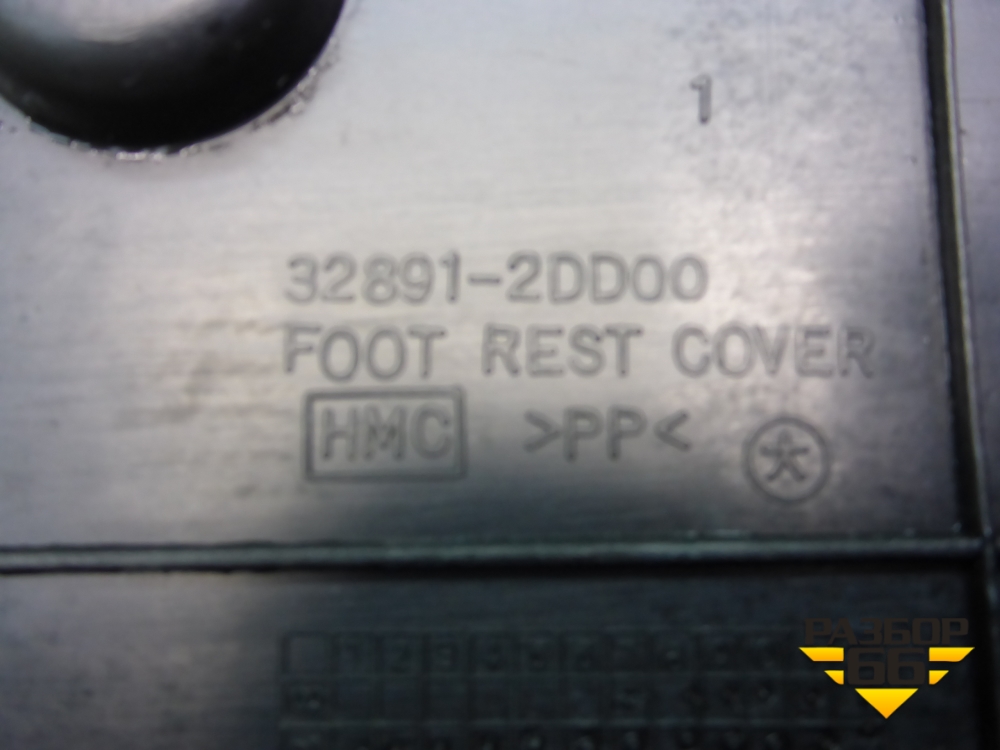 1
32891-2DD00
FOOT REST COVER
HMC >PP<
РАЗБОР
66